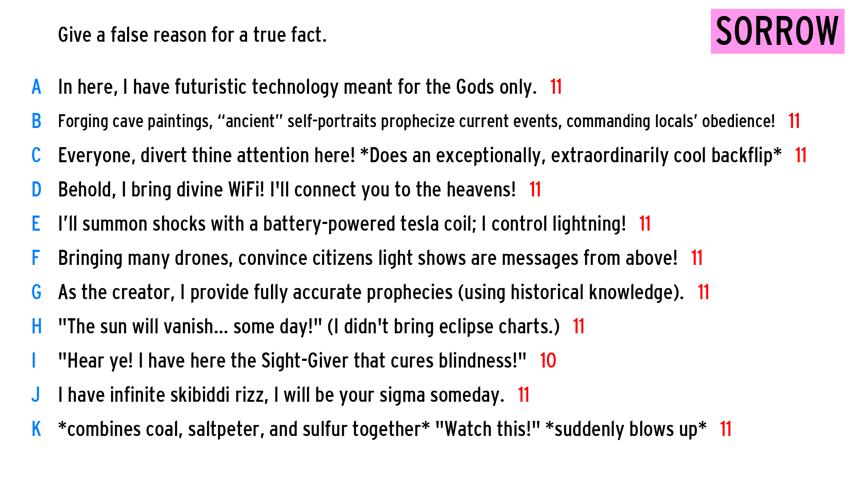 Give a false reason for a true fact.
SORROW
A In here, I have futuristic technology meant for the Gods only. 11
B Forging cave paintings, “ancient” self-portraits prophecize current events, commanding locals’ obedience! 11
C Everyone, divert thine attention here! *Does an exceptionally, extraordinarily cool backflip* 11
D Behold, I bring divine WiFi! I'll connect you to the heavens! 11
E I’ll summon shocks with a battery-powered tesla coil; I control lightning! 11
F Bringing many drones, convince citizens light shows are messages from above! 11
G As the creator, I provide fully accurate prophecies (using historical knowledge). 11
H "The sun will vanish... some day!" (I didn't bring eclipse charts.) 11
I "Hear ye! I have here the Sight-Giver that cures blindness!" 10
J I have infinite skibiddi rizz, I will be your sigma someday. 11
K *combines coal, saltpeter, and sulfur together* "Watch this!" *suddenly blows up* 11